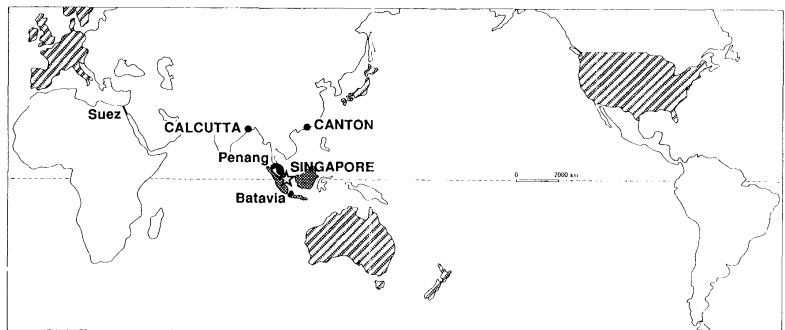 Suez
CALCUTTA
CANTON
Penang
SINGAPORE
0 2000 km
Batavia